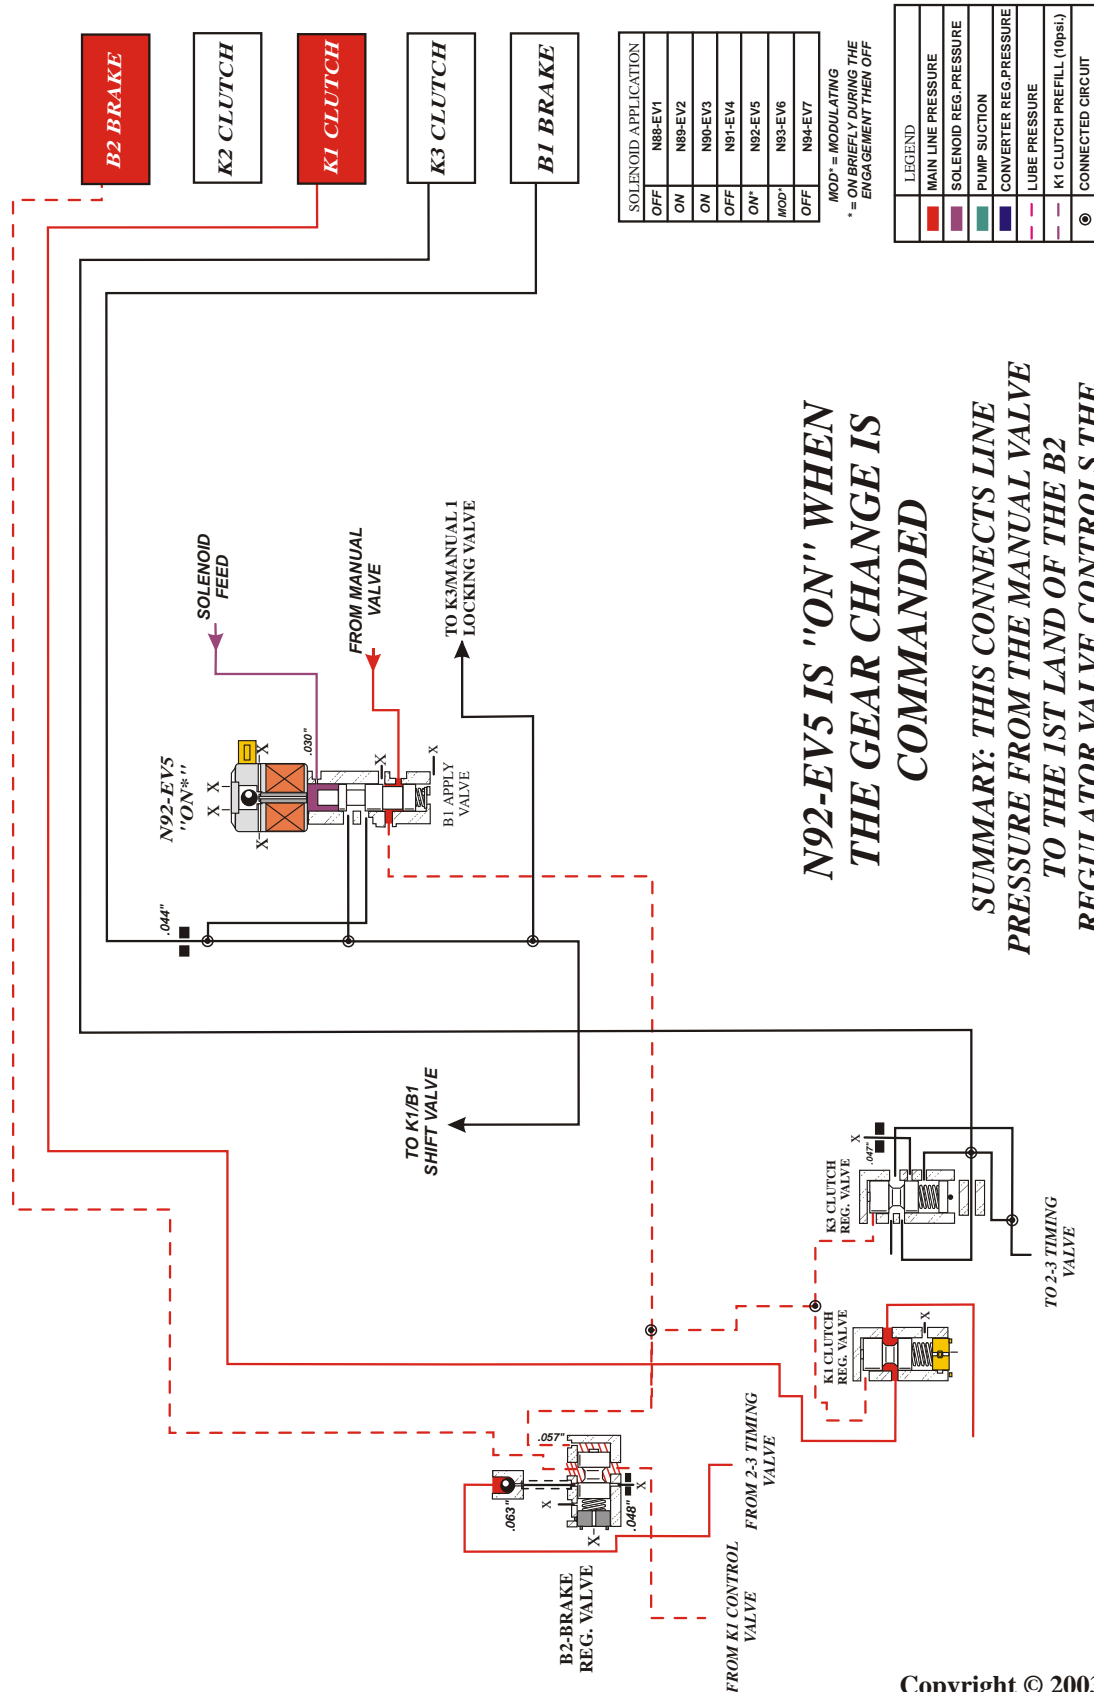 B2 BRAKE
K2 CLUTCH
K1 CLUTCH
K3 CLUTCH
B1 BRAKE
SOLENOID APPLICATION
OFF N88-EV1
ON N89-EV2
ON N90-EV3
OFF N91-EV4
ON* N92-EV5
MOD* N93-EV6
OFF N94-EV7
MOD* = MODULATING
* = ON BRIEFLY DURING THE
ENGAGEMENT THEN OFF
LEGEND
MAIN LINE PRESSURE
SOLENOID REG.PRESSURE
PUMP SUCTION
CONVERTER REG.PRESSURE
LUBE PRESSURE
K1 CLUTCH PREFILL (10psi.)
CONNECTED CIRCUIT
SOLENOID
FEED
FROM MANUAL
VALVE
TO K3/MANUAL 1
LOCKING VALVE
N92-EV5
"ON*"
X X
X
X
.030"
X
X
B1 APPLY
VALVE
.044"
TO K1/B1
SHIFT VALVE
N92-EV5 IS "ON" WHEN
THE GEAR CHANGE IS
COMMANDED
SUMMARY: THIS CONNECTS LINE
PRESSURE FROM THE MANUAL VALVE
TO THE 1ST LAND OF THE B2
REGULATOR VALVE CONTROLS THE
K3 CLUTCH
REG. VALVE
X
.047"
TO 2-3 TIMING
VALVE
K1 CLUTCH
REG. VALVE
X
.057"
.063"
X
X
.048"
X
B2-BRAKE
REG. VALVE
FROM 2-3 TIMING
VALVE
FROM K1 CONTROL
VALVE
Copyright © 2003